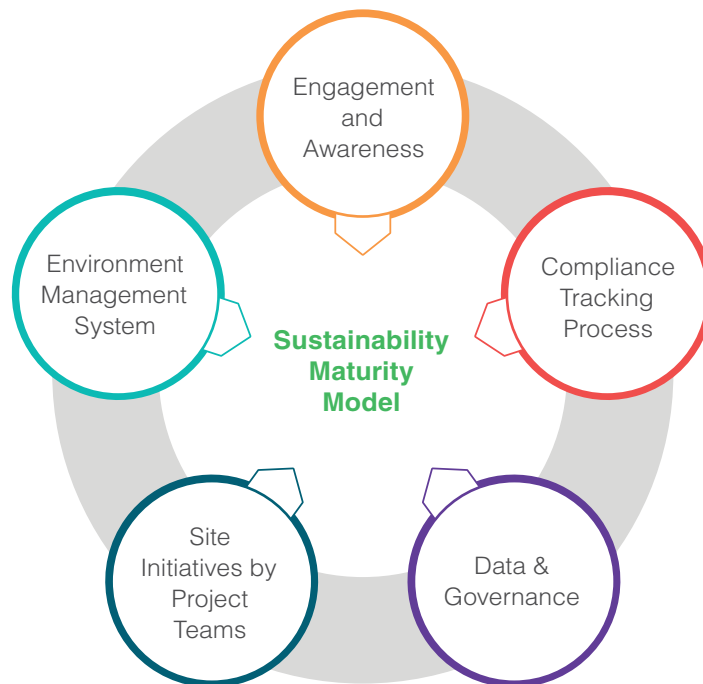 Engagement
and
Awareness
Environment
Management
System
Compliance
Tracking
Process
Sustainability
Maturity
Model
Site
Initiatives by
Project
Teams
Data &
Governance